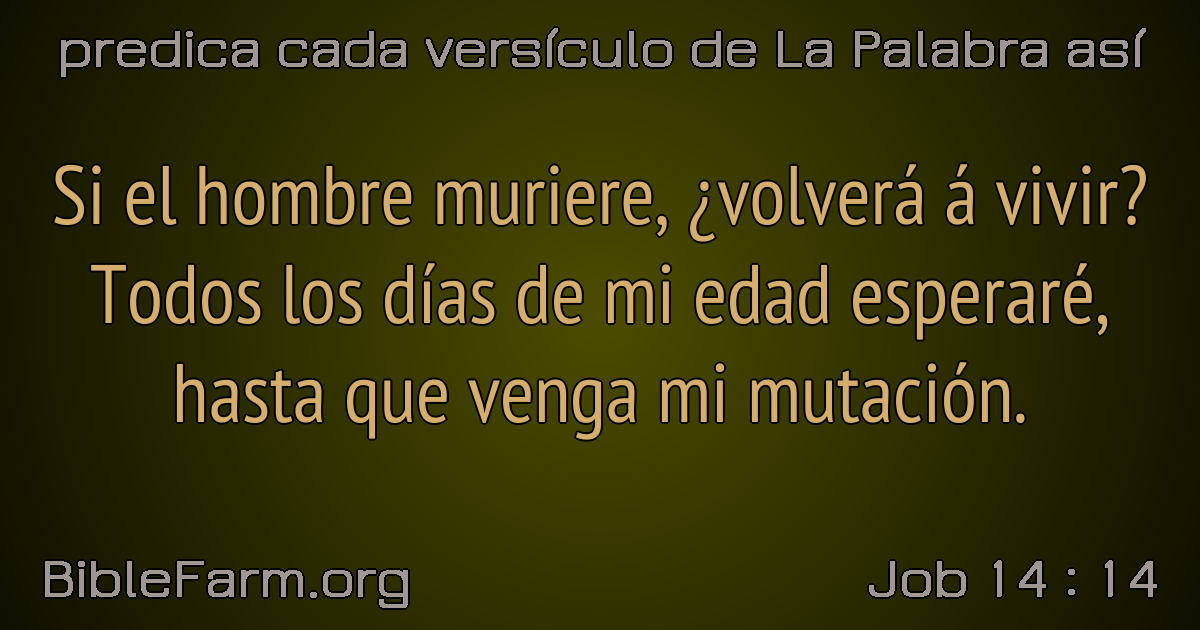 predica cada versículo de La Palabra así
Si el hombre muriere, ¿volverá á vivir?
Todos los días de mi edad esperaré,
hasta que venga mi mutación.
BibleFarm.org
Job 14 : 14